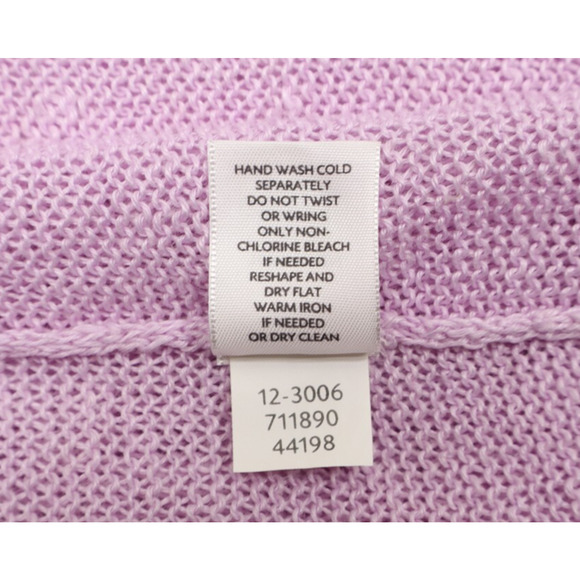 HAND WASH COLD
SEPARATELY
DO NOT TWIST
OR WRING
ONLY NON-
CHLORINE BLEACH
IF NEEDED
RESHAPE AND
DRY FLAT
WARM IRON
IF NEEDED
OR DRY CLEAN
12-3006
711890
44198